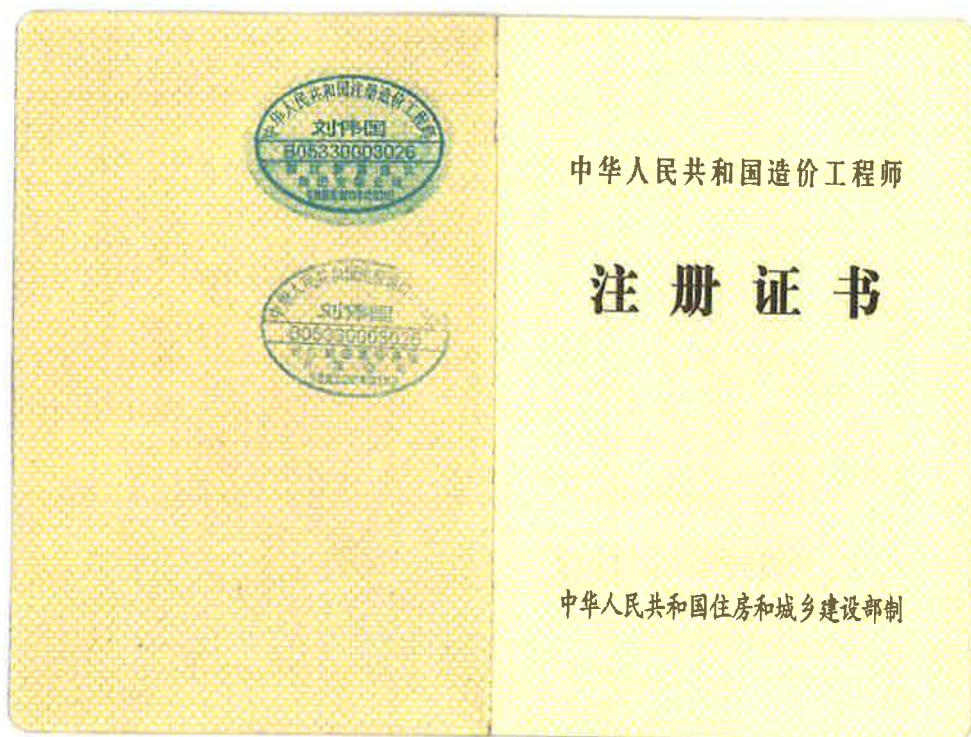 中华人民共和国注册造价工程师
刘伟国
B05330003026
刘伟国
B05330003026
中华人民共和国造价工程师
注册证书
中华人民共和国住房和城乡建设部制